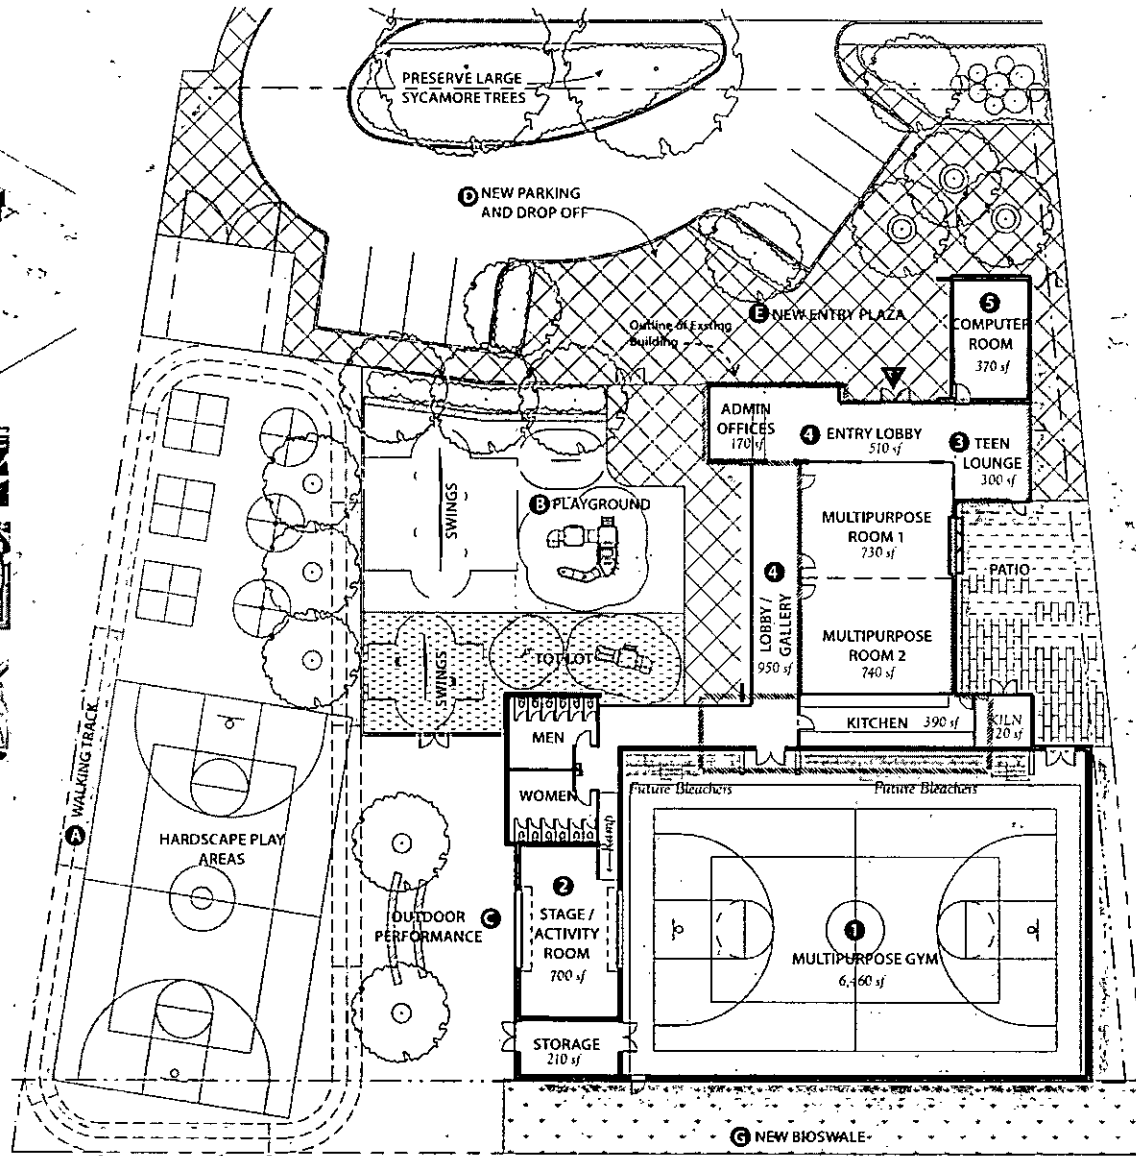 PRESERVE LARGE
SYCAMORE TREES
D NEW PARKING
AND DROP OFF
E NEW ENTRY PLAZA
Outline of Existing
Building
5
COMPUTER
ROOM
370 sf
ADMIN
OFFICES
170 sf
4 ENTRY LOBBY
510 sf
3 TEEN
LOUNGE
300 sf
SWINGS
B PLAYGROUND
MULTIPURPOSE
ROOM 1
730 sf
PATIO
4
LOBBY /
GALLERY
950 sf
MULTIPURPOSE
ROOM 2
740 sf
SWINGS
TOT LOT
KITCHEN 390 sf
KILN
120 sf
MEN
WOMEN
Future Bleachers
Future Bleachers
Ramp
A WALKING TRACK
HARDSCAPE PLAY
AREAS
OUTDOOR
PERFORMANCE
C
2
STAGE /
ACTIVITY
ROOM
700 sf
1
MULTIPURPOSE GYM
6,460 sf
STORAGE
210 sf
G NEW BIOSWALE